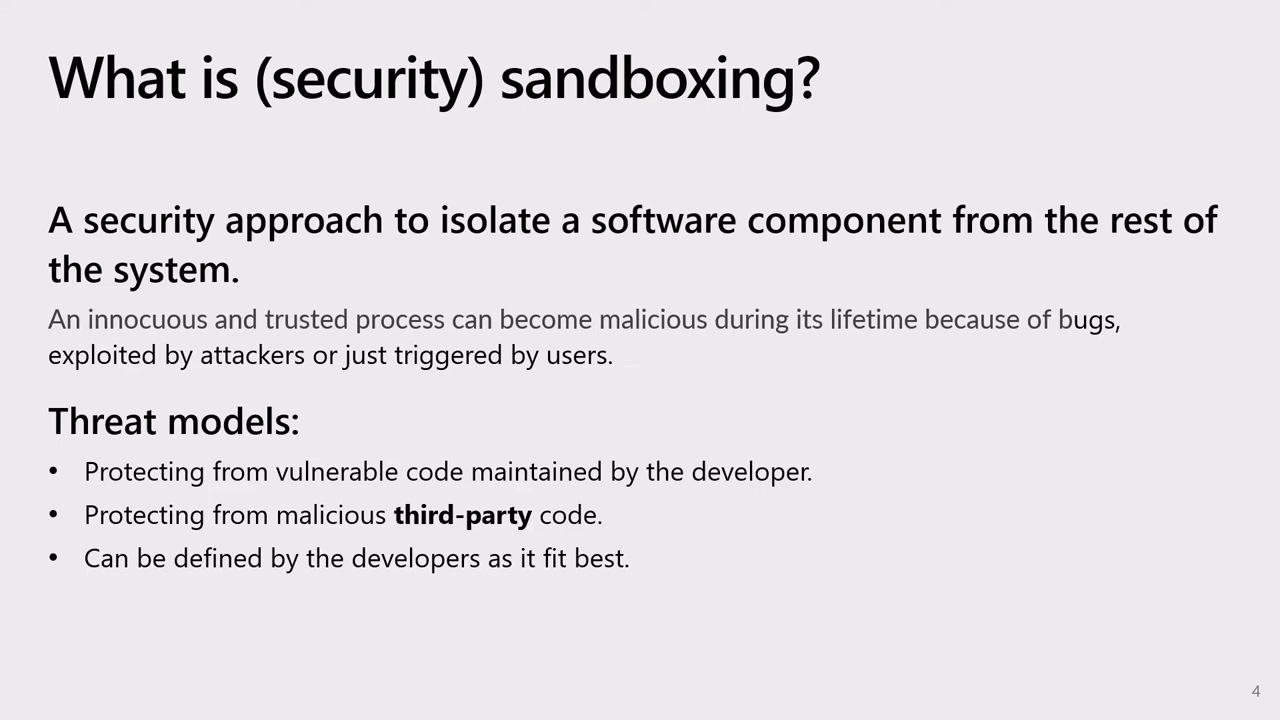 What is (security) sandboxing?
A security approach to isolate a software component from the rest of
the system.
An innocuous and trusted process can become malicious during its lifetime because of bugs,
exploited by attackers or just triggered by users.
Threat models:
• Protecting from vulnerable code maintained by the developer.
• Protecting from malicious third-party code.
• Can be defined by the developers as it fit best.
4